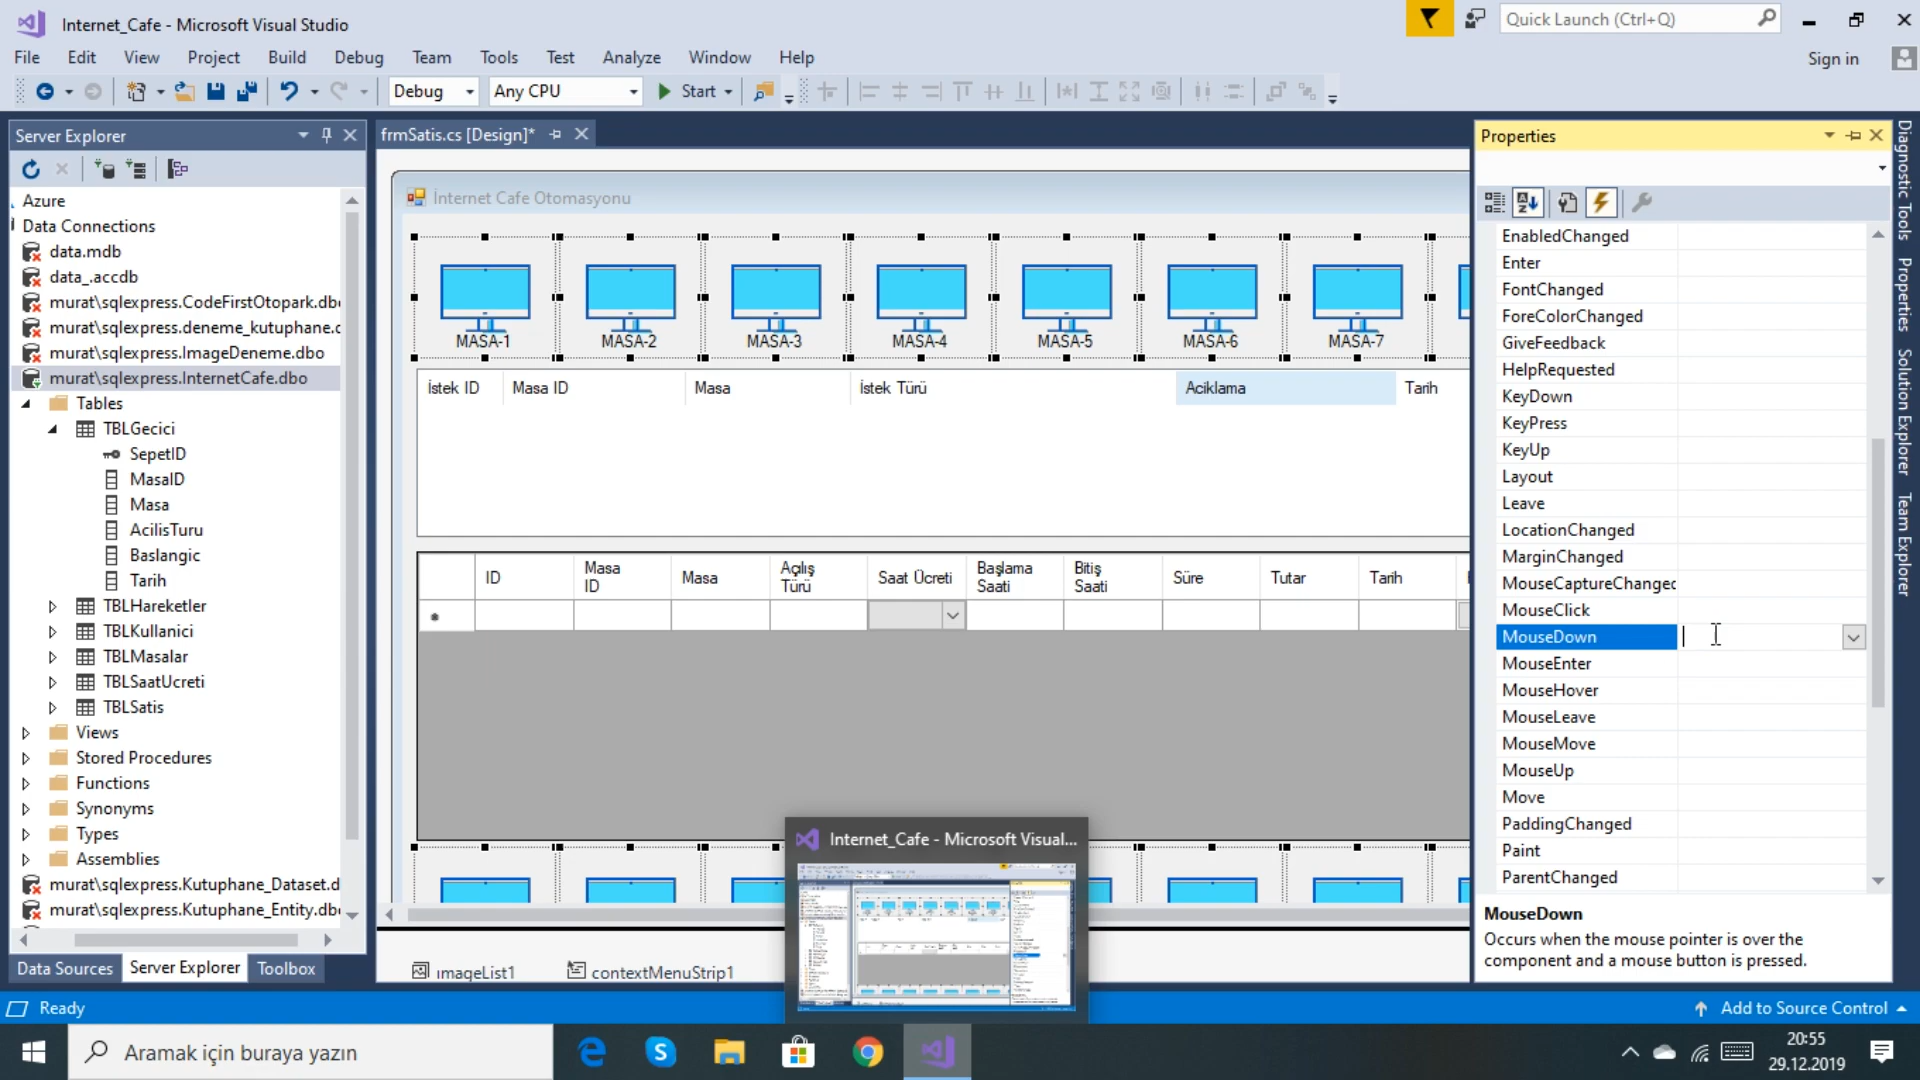 Internet_Cafe - Microsoft Visual Studio
Quick Launch (Ctrl+Q)
File Edit View Project Build Debug Team Tools Test Analyze Window Help
Sign in
Debug Any CPU Start
Server Explorer
Azure
Data Connections
data.mdb
data_.accdb
murat\sqlexpress.CodeFirstOtopark.dbo
murat\sqlexpress.deneme_kutuphane.d
murat\sqlexpress.ImageDeneme.dbo
murat\sqlexpress.InternetCafe.dbo
Tables
TBLGecici
SepetID
MasaID
Masa
AcilisTuru
Baslangic
Tarih
TBLHareketler
TBLKullanici
TBLMasalar
TBLSaatUcreti
TBLSatis
Views
Stored Procedures
Functions
Synonyms
Types
Assemblies
murat\sqlexpress.Kutuphane_Dataset.d
murat\sqlexpress.Kutuphane_Entity.dbo
Data Sources Server Explorer Toolbox
frmSatis.cs [Design]*
İnternet Cafe Otomasyonu
MASA-1 MASA-2 MASA-3 MASA-4 MASA-5 MASA-6 MASA-7
İstek ID Masa ID Masa İstek Türü Aciklama Tarih
ID Masa ID Masa Açılış Türü Saat Ücreti Başlama Saati Bitiş Saati Süre Tutar Tarih
Internet_Cafe - Microsoft Visual...
imageList1 contextMenuStrip1
Properties
EnabledChanged
Enter
FontChanged
ForeColorChanged
GiveFeedback
HelpRequested
KeyDown
KeyPress
KeyUp
Layout
Leave
LocationChanged
MarginChanged
MouseCaptureChanged
MouseClick
MouseDown
MouseEnter
MouseHover
MouseLeave
MouseMove
MouseUp
Move
PaddingChanged
Paint
ParentChanged
MouseDown
Occurs when the mouse pointer is over the
component and a mouse button is pressed.
Diagnostic Tools
Properties
Solution Explorer
Team Explorer
Ready
Add to Source Control
Aramak için buraya yazın
20:55
29.12.2019